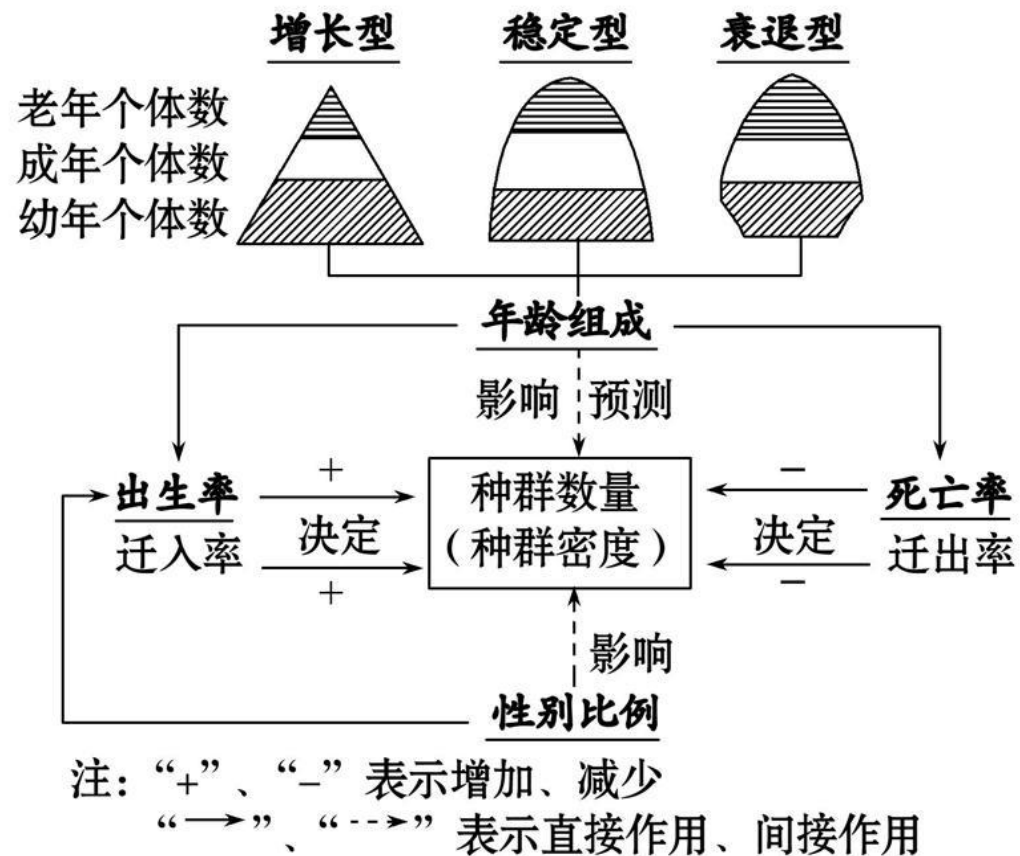 增长型 稳定型 衰退型
老年个体数
成年个体数
幼年个体数
年龄组成
影响 预测
出生率 + 种群数量 − 死亡率
迁入率 决定 (种群密度) 决定 迁出率
+ −
影响
性别比例
注：“+”、“−”表示增加、减少
“→”、“⇢”表示直接作用、间接作用